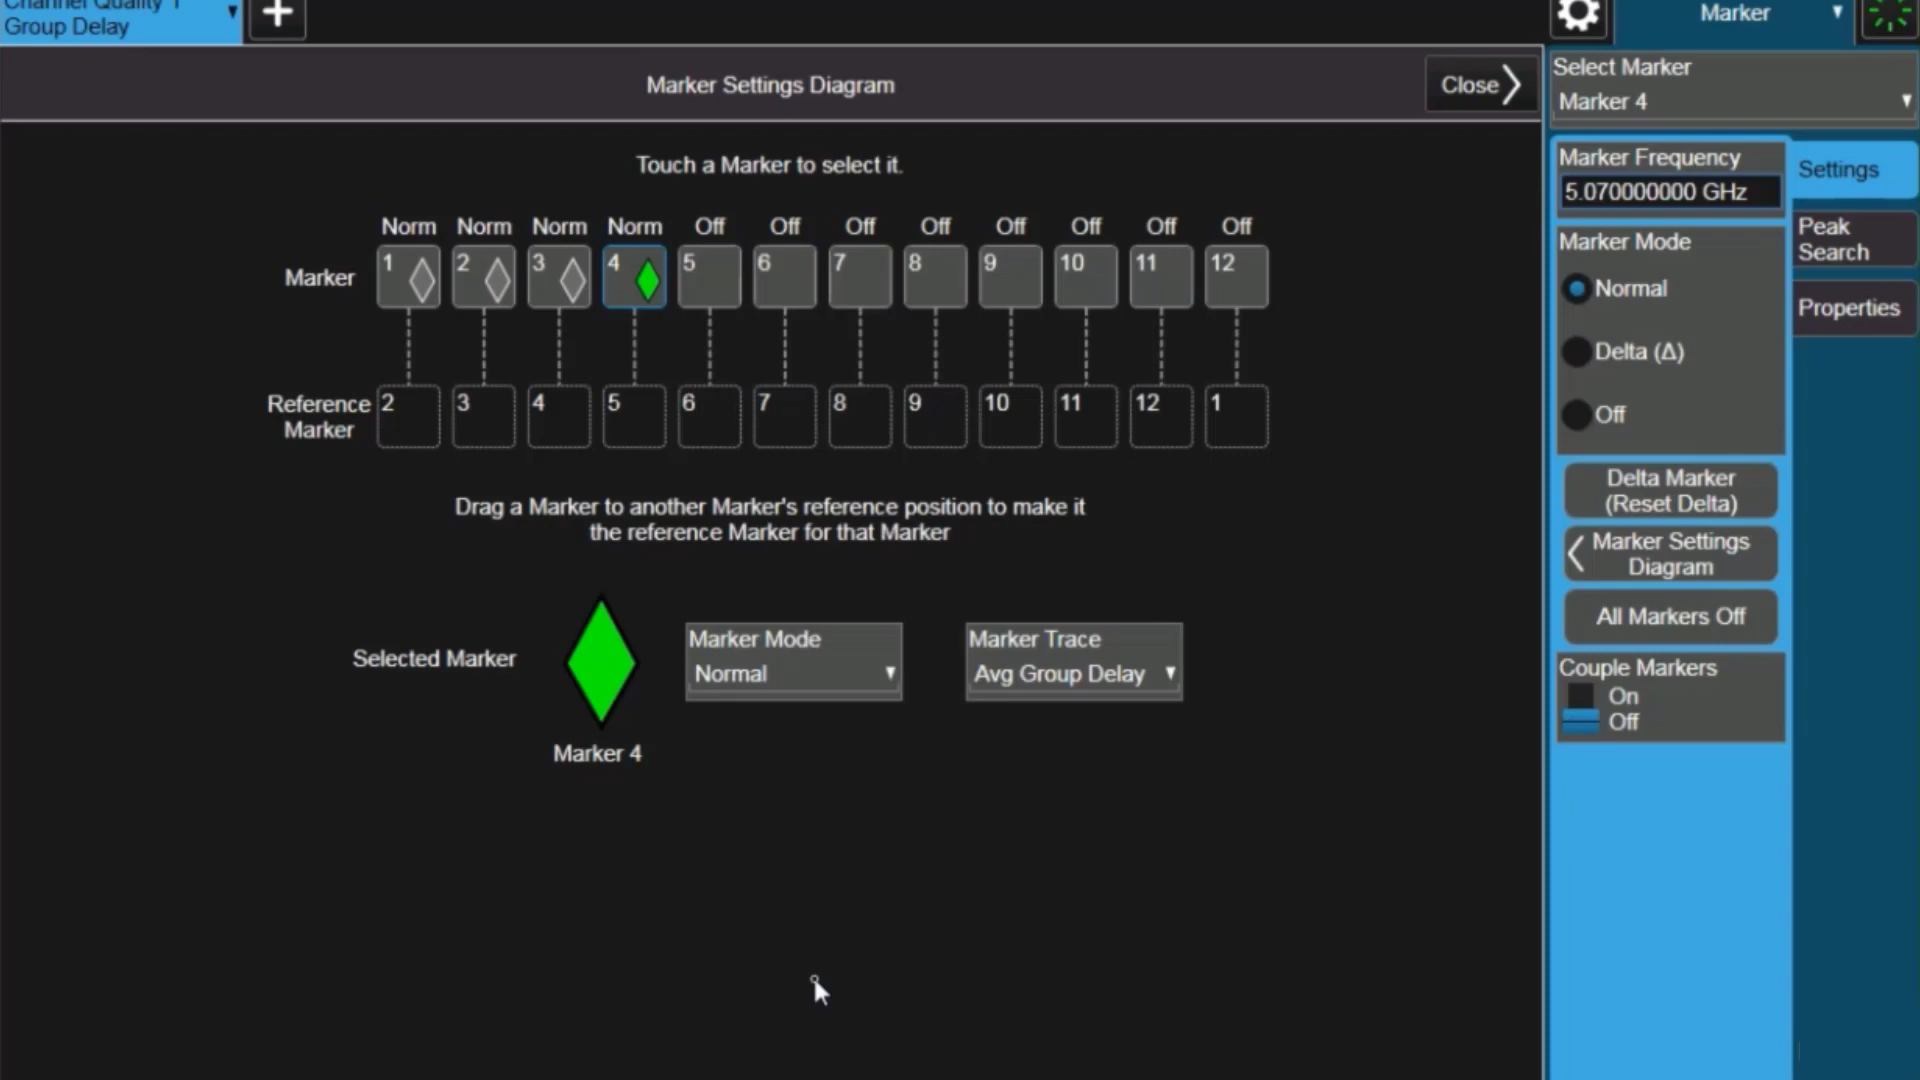 Channel Quality 1
Group Delay
Marker
Marker Settings Diagram
Close
Select Marker
Marker 4
Touch a Marker to select it.
Marker Frequency
5.070000000 GHz
Settings
Norm Norm Norm Norm Off Off Off Off Off Off Off Off
Marker 1 2 3 4 5 6 7 8 9 10 11 12
Peak
Search
Marker Mode
Normal
Properties
Delta (Δ)
Reference
Marker
2 3 4 5 6 7 8 9 10 11 12 1
Off
Delta Marker
(Reset Delta)
Drag a Marker to another Marker's reference position to make it
the reference Marker for that Marker
Marker Settings
Diagram
All Markers Off
Selected Marker
Marker 4
Marker Mode
Normal
Marker Trace
Avg Group Delay
Couple Markers
On
Off